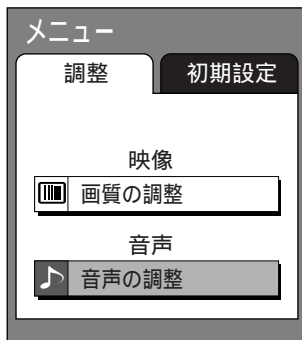 メニュー
調整 初期設定
映像
画質の調整
音声
音声の調整